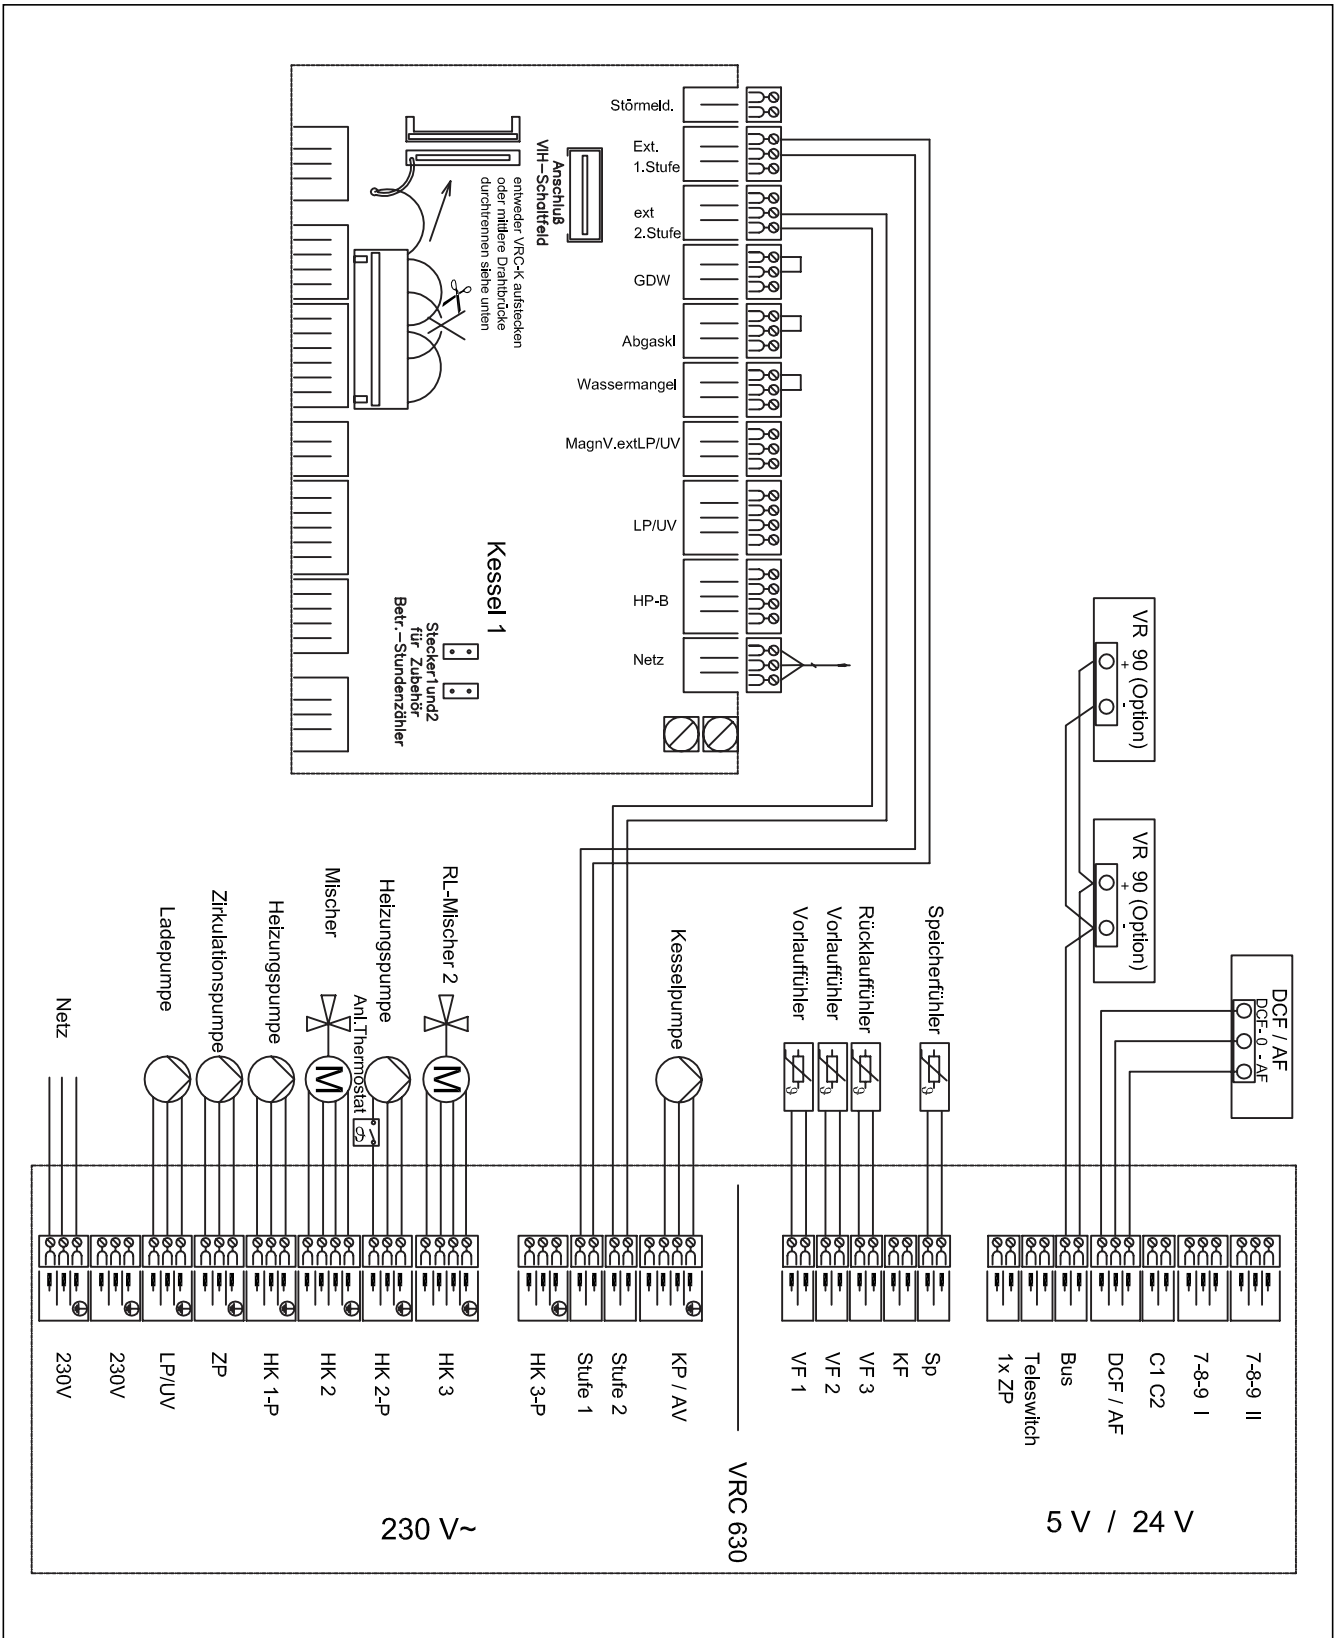 Störmeld.
Ext.
1.Stufe
ext
2.Stufe
GDW
Abgaskl
Wassermangel
MagnV.extLP/UV
LP/UV
HP-B
Netz
Anschluß
VIH-Schaltfeld
entweder VRC-K aufstecken
oder mittlere Drahtbrücke
durchtrennen siehe unten
Kessel 1
Stecker1und2
für Zubehör
Betr.-Stundenzähler
VR 90 (Option)
+ -
VR 90 (Option)
+ -
DCF / AF
DCF- 0 - AF
Netz
Ladepumpe
Zirkulationspumpe
Heizungspumpe
Mischer
M
Anl.Thermostat
Heizungspumpe
RL-Mischer 2
M
Kesselpumpe
Vorlauffühler
Vorlauffühler
Rücklauffühler
Speicherfühler
230V
230V
LP/UV
ZP
HK 1-P
HK 2
HK 2-P
HK 3
HK 3-P
Stufe 1
Stufe 2
KP / AV
VF 1
VF 2
VF 3
KF
Sp
1x ZP
Teleswitch
Bus
DCF / AF
C1 C2
7-8-9 I
7-8-9 II
230 V~
VRC 630
5 V / 24 V